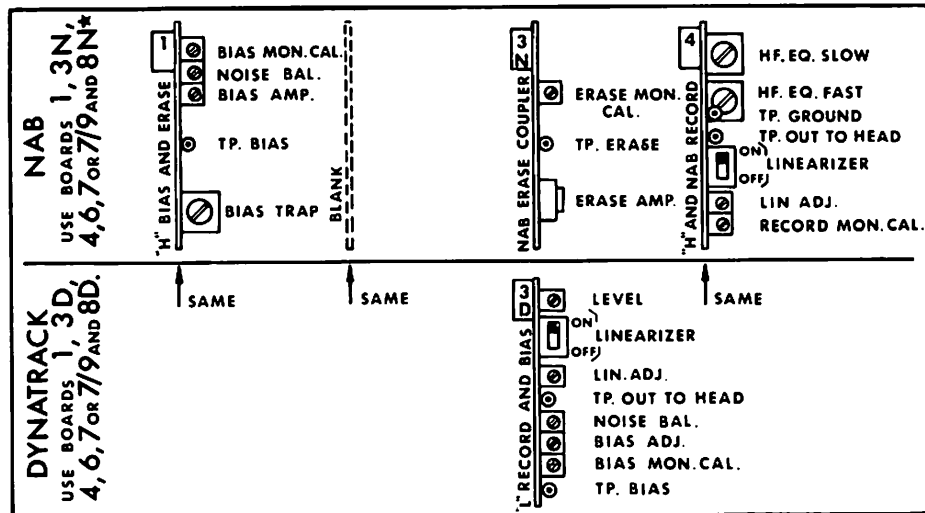 NAB
USE BOARDS 1, 3N,
4, 6, 7 OR 7/9 AND 8N*
1
"H" BIAS AND ERASE
BIAS MON. CAL.
NOISE BAL.
BIAS AMP.
TP. BIAS
BIAS TRAP
BLANK
3
N
NAB ERASE COUPLER
ERASE MON.
CAL.
TP. ERASE
ERASE AMP.
4
"H" AND NAB RECORD
HF. EQ. SLOW
HF. EQ. FAST
TP. GROUND
TP. OUT TO HEAD
ON
LINEARIZER
OFF
LIN ADJ.
RECORD MON. CAL.
DYNATRACK
USE BOARDS 1, 3D,
4, 6, 7 OR 7/9 AND 8D.
SAME
SAME
3
D
"L" RECORD AND BIAS
LEVEL
ON
LINEARIZER
OFF
LIN. ADJ.
TP. OUT TO HEAD
NOISE BAL.
BIAS ADJ.
BIAS MON. CAL.
TP. BIAS
SAME